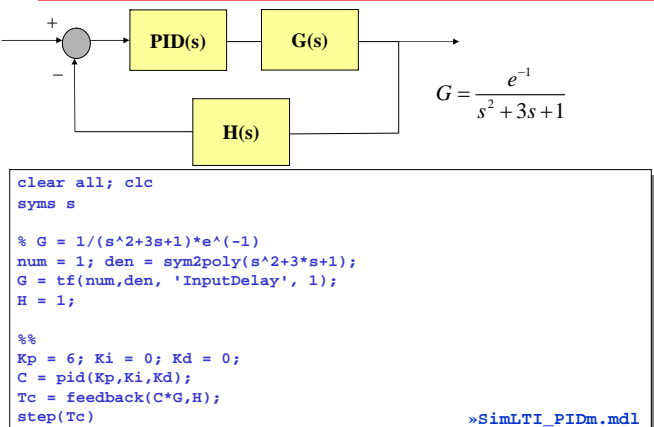 +
PID(s)
G(s)
−
H(s)
G = e^{-1} / (s^2 + 3s + 1)
clear all; clc
syms s
% G = 1/(s^2+3s+1)*e^(-1)
num = 1; den = sym2poly(s^2+3*s+1);
G = tf(num,den, 'InputDelay', 1);
H = 1;
%%
Kp = 6; Ki = 0; Kd = 0;
C = pid(Kp,Ki,Kd);
Tc = feedback(C*G,H);
step(Tc)
»SimLTI_PIDm.mdl